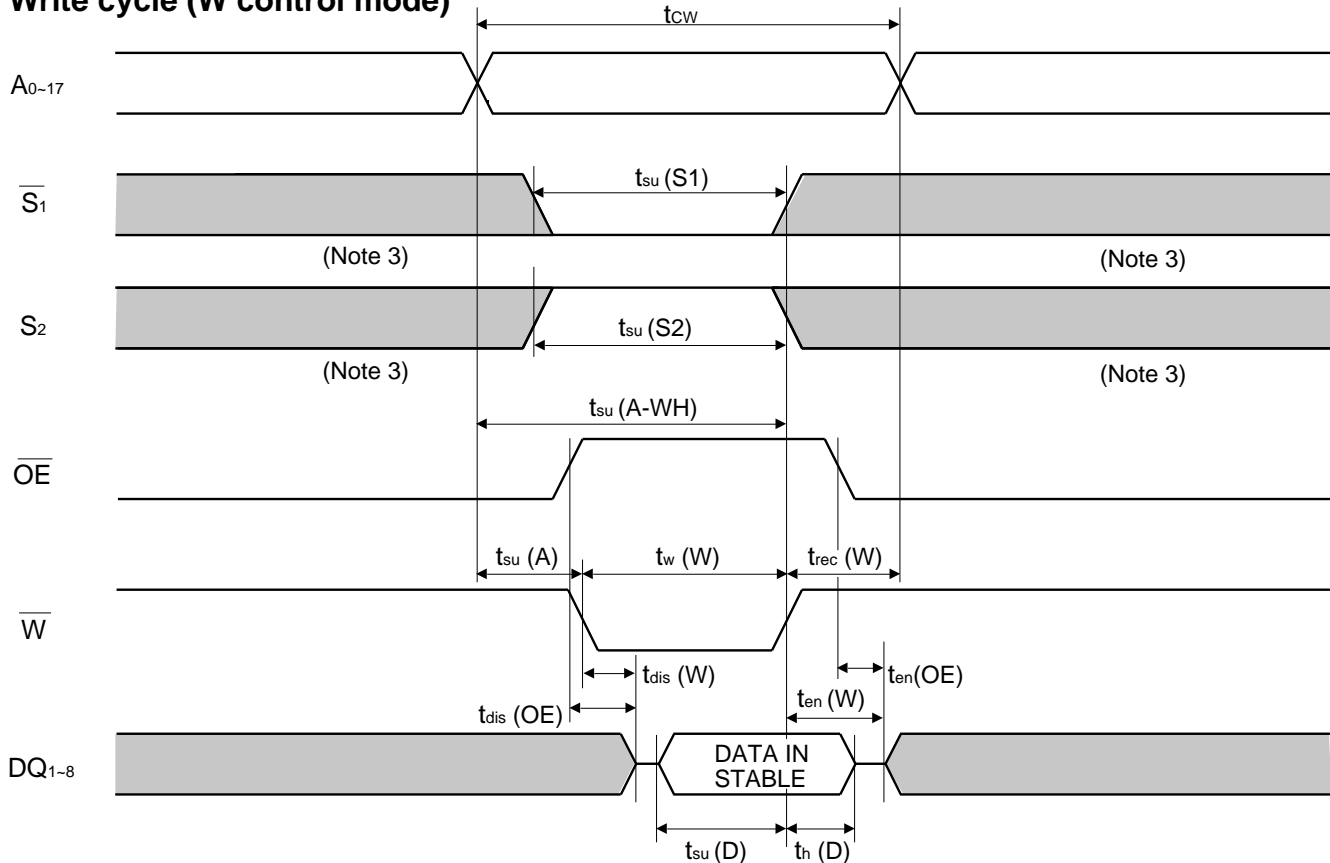 Write cycle (W control mode)
tCW
A0~17
S1
tsu (S1)
(Note 3)
(Note 3)
S2
tsu (S2)
(Note 3)
(Note 3)
tsu (A-WH)
OE
tsu (A)
tw (W)
trec (W)
W
tdis (W)
ten(OE)
tdis (OE)
ten (W)
DQ1~8
DATA IN
STABLE
tsu (D)
th (D)